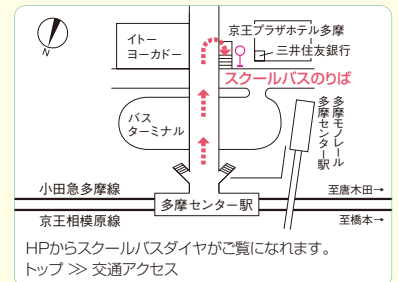 N
イトー
ヨーカドー
京王プラザホテル多摩
三井住友銀行
スクールバスのりば
バス
ターミナル
多摩モノレール
多摩センター駅
小田急多摩線
至唐木田→
多摩センター駅
京王相模原線
至橋本→
HPからスクールバスダイヤがご覧になれます。
トップ ≫ 交通アクセス